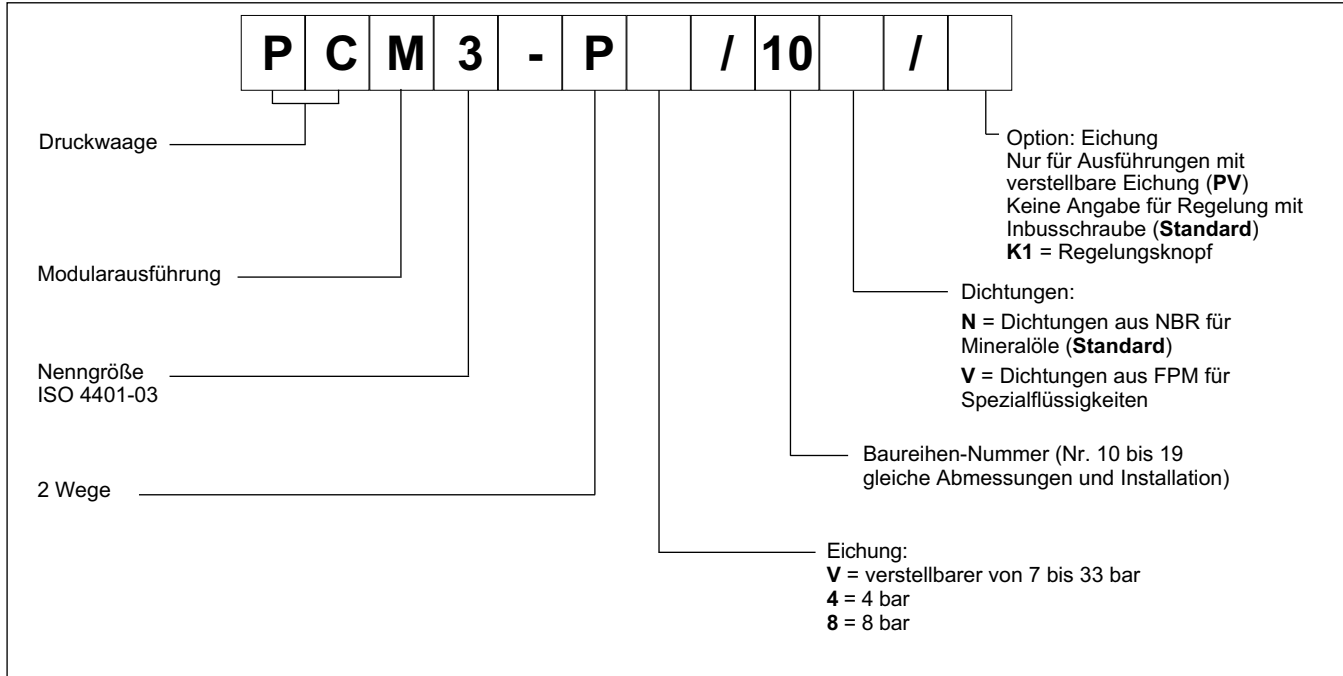 P C M 3 - P / 10 /
Druckwaage
Modularausführung
Nenngröße
ISO 4401-03
2 Wege
Option: Eichung
Nur für Ausführungen mit
verstellbare Eichung (PV)
Keine Angabe für Regelung mit
Inbusschraube (Standard)
K1 = Regelungsknopf
Dichtungen:
N = Dichtungen aus NBR für
Mineralöle (Standard)
V = Dichtungen aus FPM für
Spezialflüssigkeiten
Baureihen-Nummer (Nr. 10 bis 19
gleiche Abmessungen und Installation)
Eichung:
V = verstellbarer von 7 bis 33 bar
4 = 4 bar
8 = 8 bar